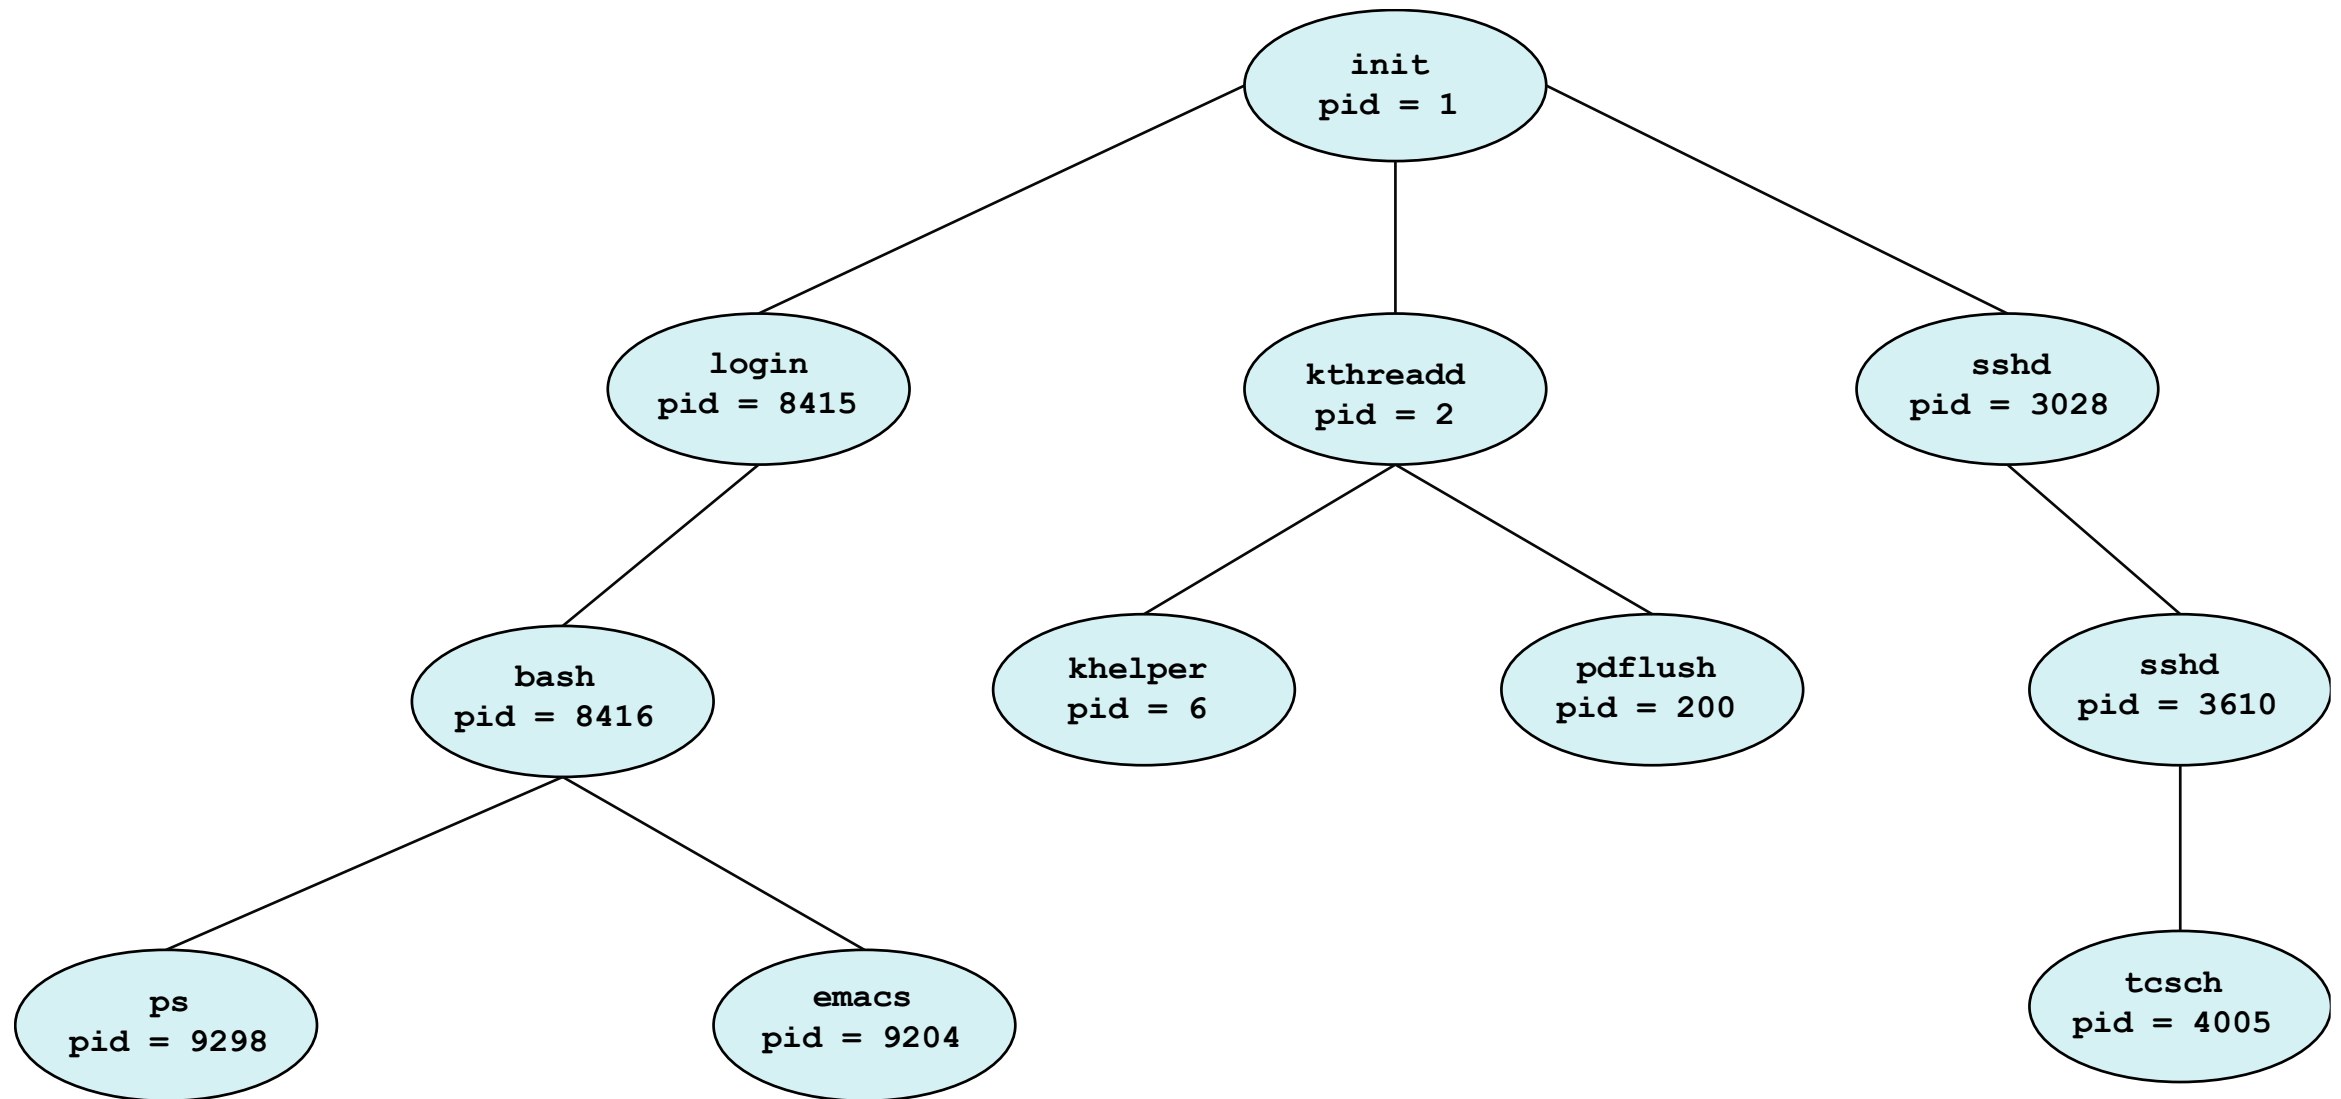 init
pid = 1
login
pid = 8415
kthreadd
pid = 2
sshd
pid = 3028
bash
pid = 8416
khelper
pid = 6
pdflush
pid = 200
sshd
pid = 3610
ps
pid = 9298
emacs
pid = 9204
tcsch
pid = 4005